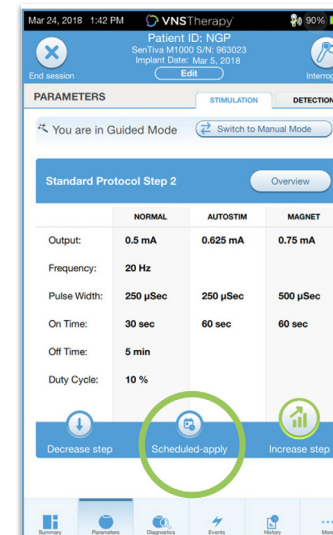 Mar 24, 2018 1:42 PM VNSTherapy 90%
Patient ID: NGP
SenTiva M1000 S/N: 963023
Implant Date: Mar 5, 2018
End session Edit Interrog
PARAMETERS STIMULATION DETECTION
You are in Guided Mode Switch to Manual Mode
Standard Protocol Step 2 Overview
NORMAL AUTOSTIM MAGNET
Output: 0.5 mA 0.625 mA 0.75 mA
Frequency: 20 Hz
Pulse Width: 250 µSec 250 µSec 500 µSec
On Time: 30 sec 60 sec 60 sec
Off Time: 5 min
Duty Cycle: 10 %
Decrease step Scheduled-apply Increase step
Summary Parameters Diagnostics Events History More